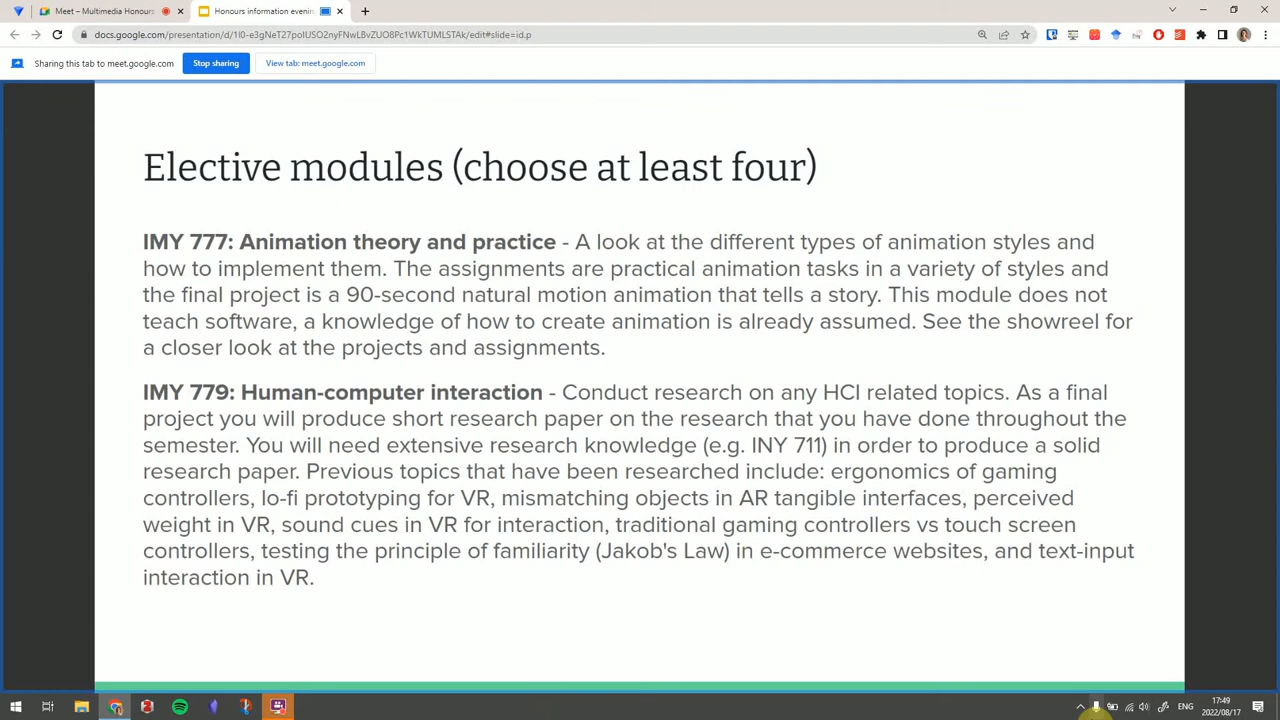 Meet – Multimedia Honours
Honours information evenin
docs.google.com/presentation/d/1I0-e3gNeT27polUSO2nyFNwLBvZUO8Pc1WkTUMLSTAk/edit#slide=id.p
Sharing this tab to meet.google.com
Stop sharing
View tab: meet.google.com
Elective modules (choose at least four)
IMY 777: Animation theory and practice - A look at the different types of animation styles and
how to implement them. The assignments are practical animation tasks in a variety of styles and
the final project is a 90-second natural motion animation that tells a story. This module does not
teach software, a knowledge of how to create animation is already assumed. See the showreel for
a closer look at the projects and assignments.
IMY 779: Human-computer interaction - Conduct research on any HCI related topics. As a final
project you will produce short research paper on the research that you have done throughout the
semester. You will need extensive research knowledge (e.g. INY 711) in order to produce a solid
research paper. Previous topics that have been researched include: ergonomics of gaming
controllers, lo-fi prototyping for VR, mismatching objects in AR tangible interfaces, perceived
weight in VR, sound cues in VR for interaction, traditional gaming controllers vs touch screen
controllers, testing the principle of familiarity (Jakob's Law) in e-commerce websites, and text-input
interaction in VR.
ENG
17:49
2022/08/17